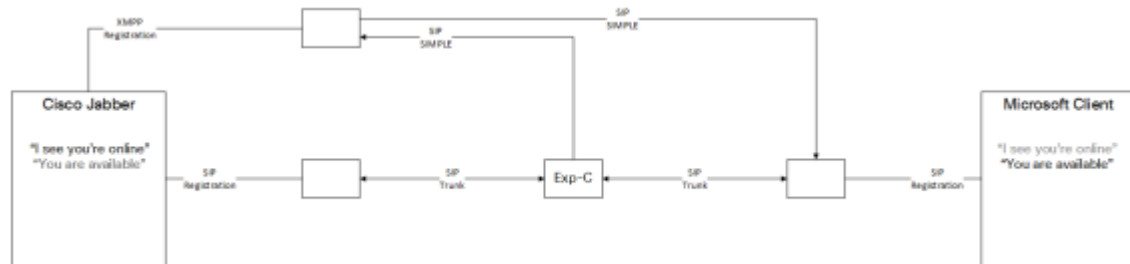 XMPP
Registration
SIP
SIMPLE
SIP
SIMPLE
Cisco Jabber
"I see you're online"
"You are available"
SIP
Registration
SIP
Trunk
Exp-C
SIP
Trunk
SIP
Registration
Microsoft Client
"I see you're online"
"You are available"